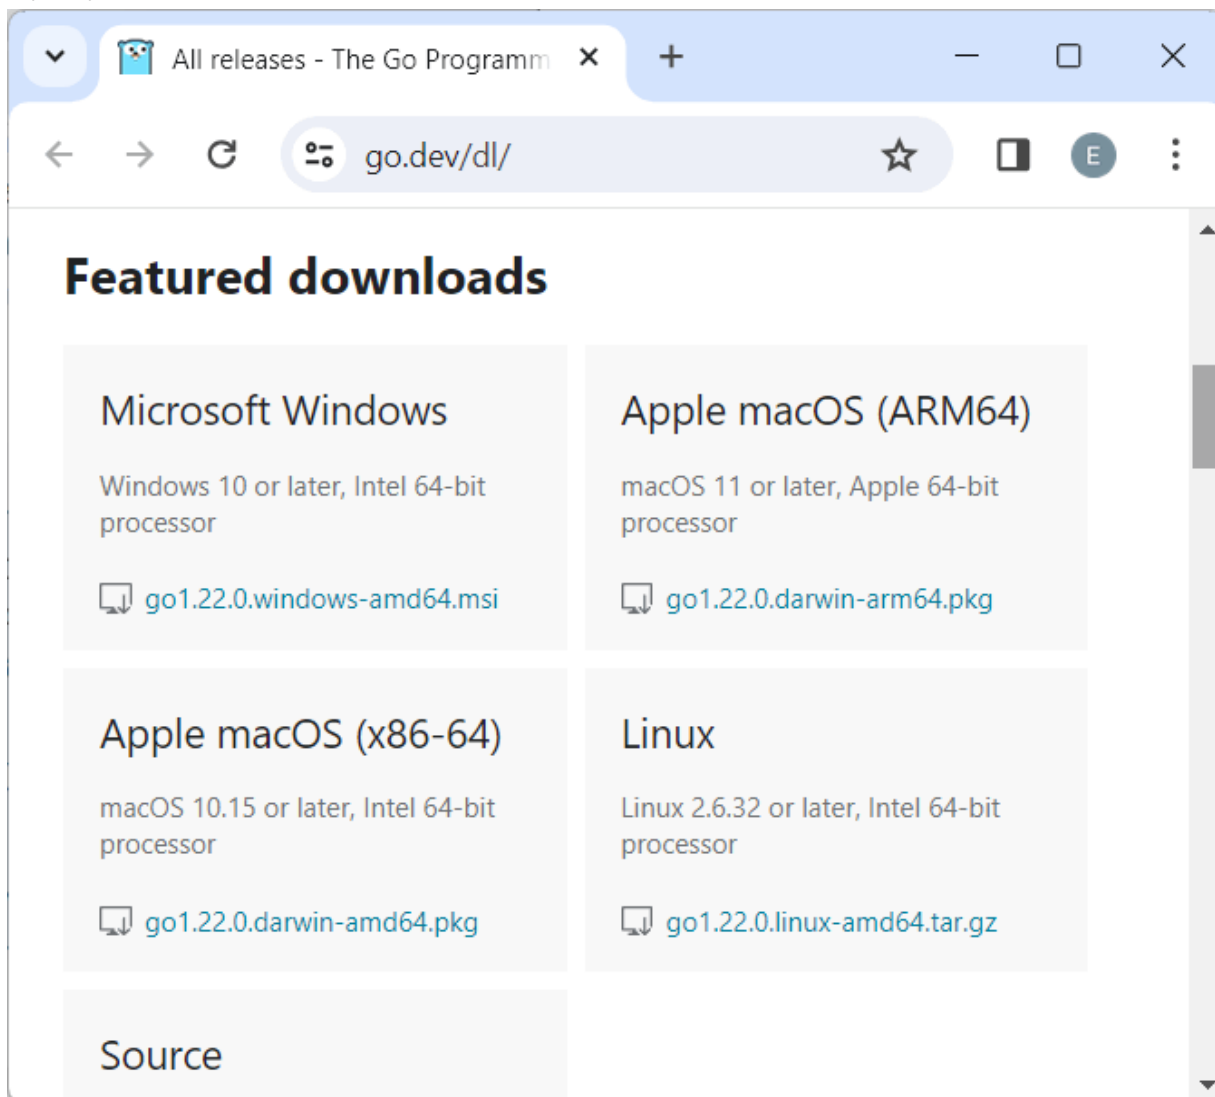 All releases - The Go Programm
go.dev/dl/
E
Featured downloads
Microsoft Windows
Windows 10 or later, Intel 64-bit
processor
go1.22.0.windows-amd64.msi
Apple macOS (ARM64)
macOS 11 or later, Apple 64-bit
processor
go1.22.0.darwin-arm64.pkg
Apple macOS (x86-64)
macOS 10.15 or later, Intel 64-bit
processor
go1.22.0.darwin-amd64.pkg
Linux
Linux 2.6.32 or later, Intel 64-bit
processor
go1.22.0.linux-amd64.tar.gz
Source